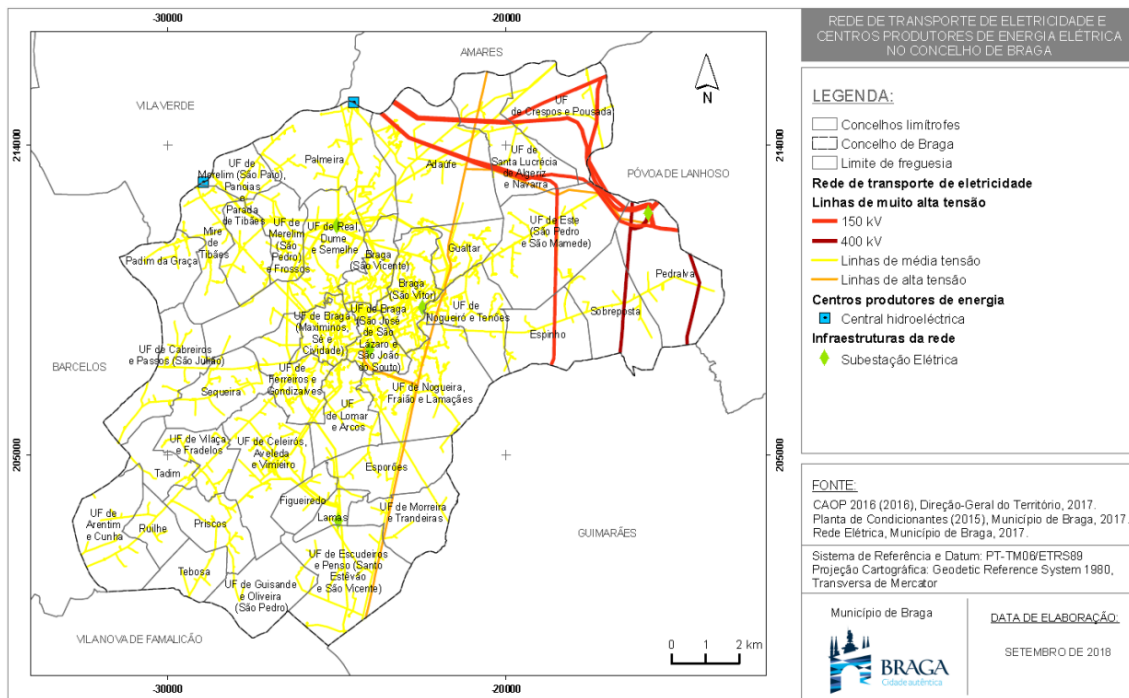 -30000
-20000
REDE DE TRANSPORTE DE ELETRICIDADE E
CENTROS PRODUTORES DE ENERGIA ELÉTRICA
NO CONCELHO DE BRAGA
AMARES
VILA VERDE
N
214000
214000
UF
de Crespos e Pousada
Palmeira
Adaúfe
UF de
Santa Lucrécia
de Algeriz
e Navarra
PÓVOA DE LANHOSO
UF de
Merelim (São Paio),
Panoias
e
Parada
de Tibães
Mire
de
Tibães
UF de
Merelim
(São
Pedro)
e Frossos
UF de Real,
Dume
e Semelhe
UF de Este
(São Pedro
e São Mamede)
Gualtar
Padim da Graça
Braga
(São Vicente)
Braga
(São Vítor)
Pedralva
UF de
Nogueiró e Tenões
Sobreposta
UF de Braga
(Maximinos,
Sé e
Cividade)
UF de Braga
(São José
de São
Lázaro e
São João
do Souto)
Espinho
UF de Cabreiros
e Passos (São Julião)
BARCELOS
UF de
Ferreiros e
Gondizalves
UF de Nogueira,
Fraião e Lamaçães
Sequeira
UF
de Lomar
e Arcos
UF de Vilaça
e Fradelos
UF de Celeirós,
Aveleda
e Vimieiro
205000
205000
Tadim
Esporões
Figueiredo
UF de
Arentim
e Cunha
Ruilhe
Priscos
Lamas
UF de Morreira
e Trandeiras
GUIMARÃES
Tebosa
UF de Escudeiros
e Penso (Santo
Estêvão
e São Vicente)
UF de Guisande
e Oliveira
(São Pedro)
VILA NOVA DE FAMALICÃO
0 1 2 km
-30000
-20000
LEGENDA:
Concelhos limítrofes
Concelho de Braga
Limite de freguesia
Rede de transporte de eletricidade
Linhas de muito alta tensão
150 kV
400 kV
Linhas de média tensão
Linhas de alta tensão
Centros produtores de energia
Central hidroeléctrica
Infraestruturas da rede
Subestação Elétrica
FONTE:
CAOP 2016 (2016), Direção-Geral do Território, 2017.
Planta de Condicionantes (2015), Município de Braga, 2017.
Rede Elétrica, Município de Braga, 2017.
Sistema de Referência e Datum: PT-TM06/ETRS89
Projeção Cartográfica: Geodetic Reference System 1980,
Transversa de Mercator
Município de Braga
BRAGA
Cidade autêntica
DATA DE ELABORAÇÃO:
SETEMBRO DE 2018